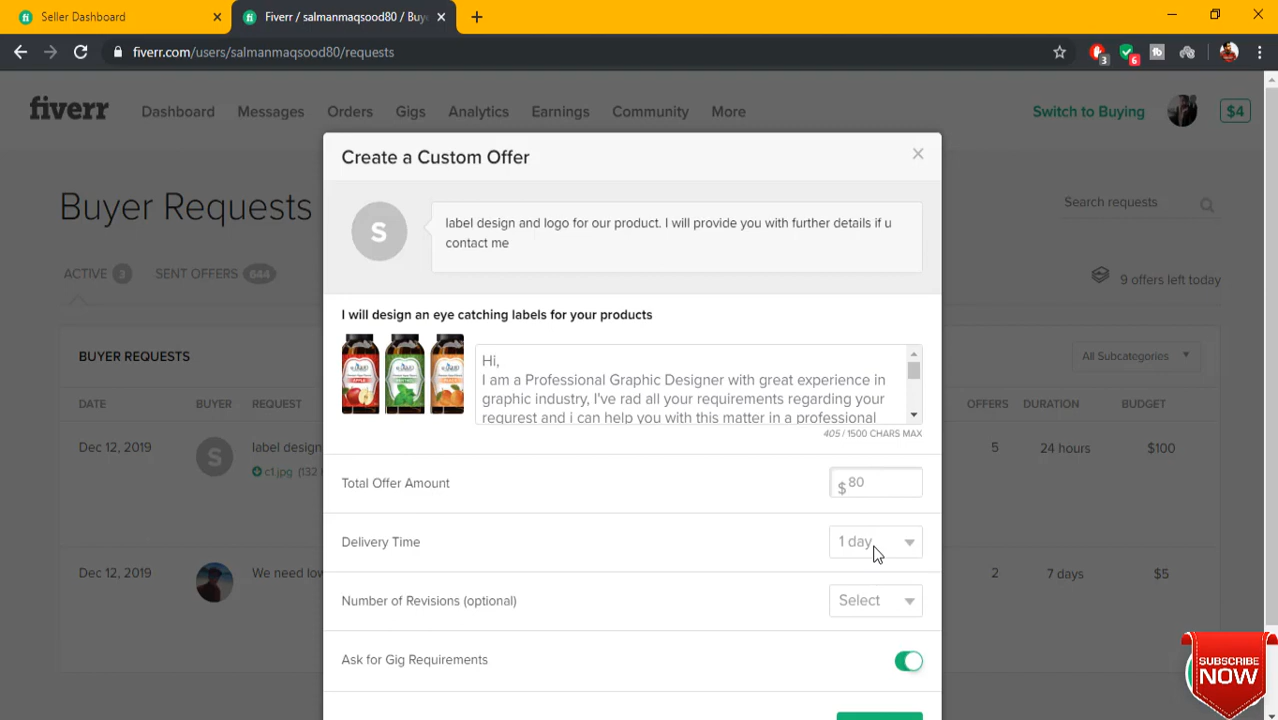 Seller Dashboard
Fiverr / salmanmaqsood80 / Buye
fiverr.com/users/salmanmaqsood80/requests
3
6
fiverr
Dashboard
Messages
Orders
Gigs
Analytics
Earnings
Community
More
Switch to Buying
$4
Create a Custom Offer
Buyer Requests
Search requests
S
label design and logo for our product. I will provide you with further details if u
contact me
ACTIVE 2
SENT OFFERS 644
9 offers left today
I will design an eye catching labels for your products
BUYER REQUESTS
All Subcategories
Hi,
I am a Professional Graphic Designer with great experience in
graphic industry, I've rad all your requirements regarding your
regurest and i can help you with this matter in a professional
405 / 1500 CHARS MAX
DATE
BUYER
REQUEST
OFFERS
DURATION
BUDGET
Dec 12, 2019
S
label design
c1.jpg (132
5
24 hours
$100
Total Offer Amount
$ 80
Delivery Time
1 day
Dec 12, 2019
We need lov
2
7 days
$5
Number of Revisions (optional)
Select
Ask for Gig Requirements
SUBSCRIBE
NOW